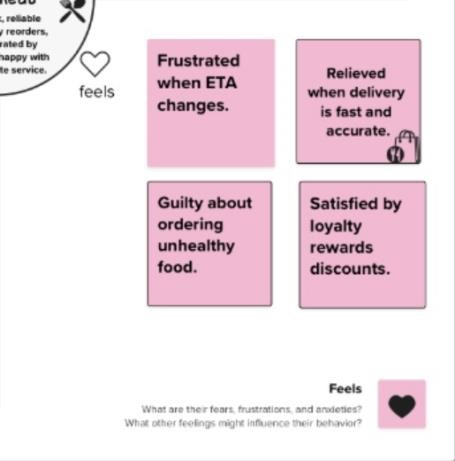 , reliable
y reorders,
rated by
happy with
te service.
feels
Frustrated
when ETA
changes.
Relieved
when delivery
is fast and
accurate.
Guilty about
ordering
unhealthy
food.
Satisfied by
loyalty
rewards
discounts.
Feels
What are their fears, frustrations, and anxieties?
What other feelings might influence their behavior?